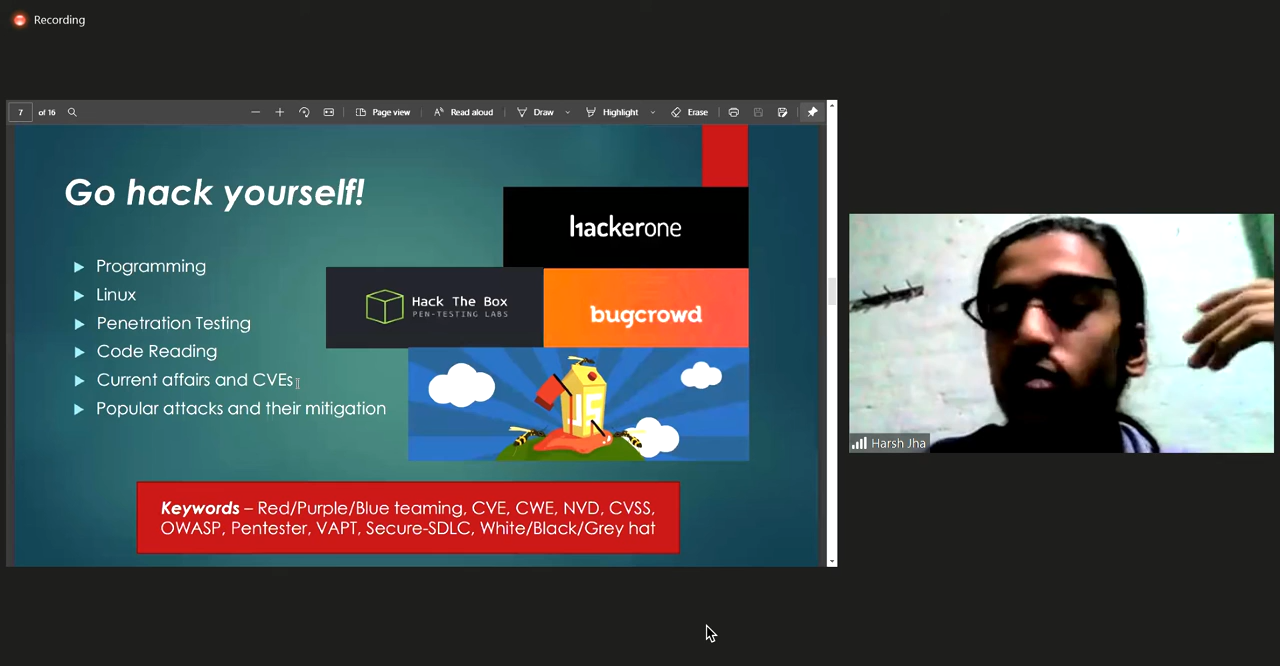 Recording
7 of 16 Page view Read aloud Draw Highlight Erase
Go hack yourself!
hackerone
Programming
Linux
Penetration Testing
Code Reading
Current affairs and CVEs
Popular attacks and their mitigation
Hack The Box
PEN-TESTING LABS
bugcrowd
JS
Keywords – Red/Purple/Blue teaming, CVE, CWE, NVD, CVSS,
OWASP, Pentester, VAPT, Secure-SDLC, White/Black/Grey hat
Harsh Jha